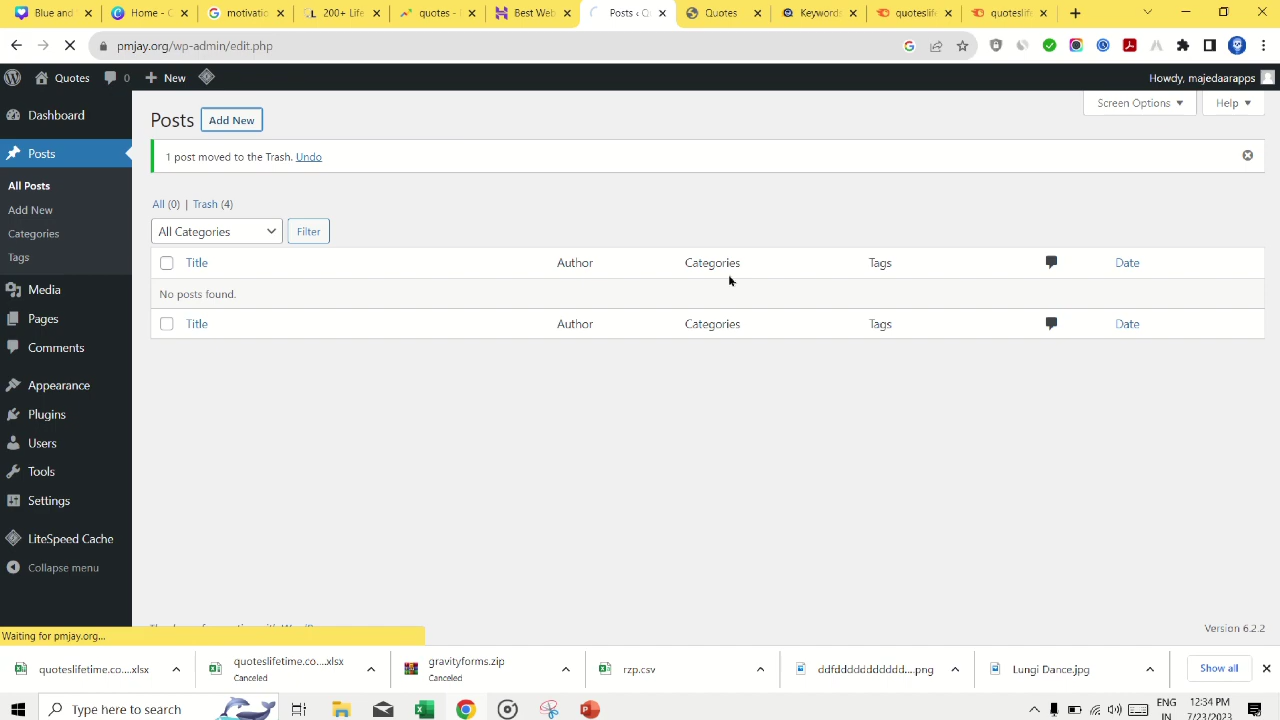 Blue and
Home - C
motivatio
200+ Life
quotes -
Best Web
Posts ‹ Q
Quotes
Keywords
quoteslife
quoteslife
pmjay.org/wp-admin/edit.php
Quotes 0 New
Howdy, majedaarapps
Dashboard
Posts
All Posts
Add New
Categories
Tags
Media
Pages
Comments
Appearance
Plugins
Users
Tools
Settings
LiteSpeed Cache
Collapse menu
Screen Options Help
Posts Add New
1 post moved to the Trash. Undo
All (0) | Trash (4)
All Categories Filter
Title Author Categories Tags Date
No posts found.
Title Author Categories Tags Date
Version 6.2.2
Waiting for pmjay.org...
quoteslifetime.co....xlsx
quoteslifetime.co....xlsx
Canceled
gravityforms.zip
Canceled
rzp.csv
ddfdddddddddddd....png
Lungi Dance.jpg
Show all
Type here to search
ENG
IN
12:34 PM
7/23/2023